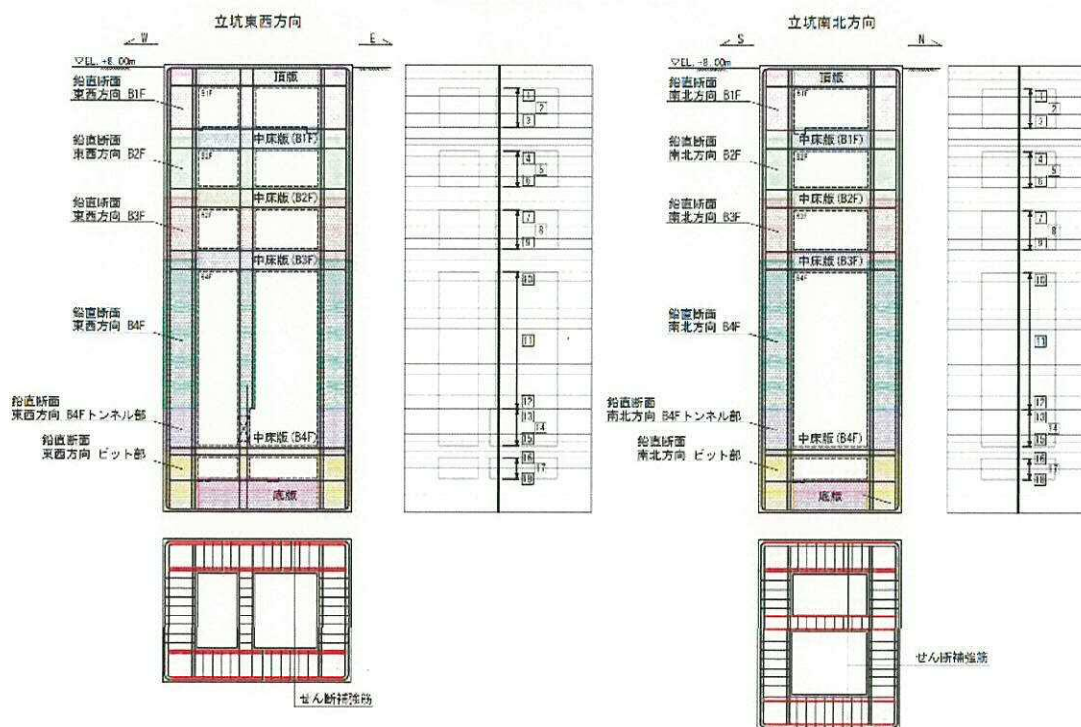 立坑東西方向
W
E
▽EL.+8.00m
鉛直断面
東西方向 B1F
鉛直断面
東西方向 B2F
鉛直断面
東西方向 B3F
鉛直断面
東西方向 B4F
鉛直断面
東西方向 B4Fトンネル部
鉛直断面
東西方向 ピット部
頂版
B1F
中床版(B1F)
B2F
中床版(B2F)
中床版(B3F)
B4F
中床版(B4F)
底版
1
2
3
4
5
6
7
8
9
10
11
12
13
14
15
16
17
18
せん断補強筋
立坑南北方向
S
N
▽EL.+8.00m
鉛直断面
南北方向 B1F
鉛直断面
南北方向 B2F
鉛直断面
南北方向 B3F
鉛直断面
南北方向 B4F
鉛直断面
南北方向 B4Fトンネル部
鉛直断面
南北方向 ピット部
頂版
B1F
中床版(B1F)
B2F
中床版(B2F)
中床版(B3F)
B4F
中床版(B4F)
底版
1
2
3
4
5
6
7
8
9
10
11
12
13
14
15
16
17
18
せん断補強筋